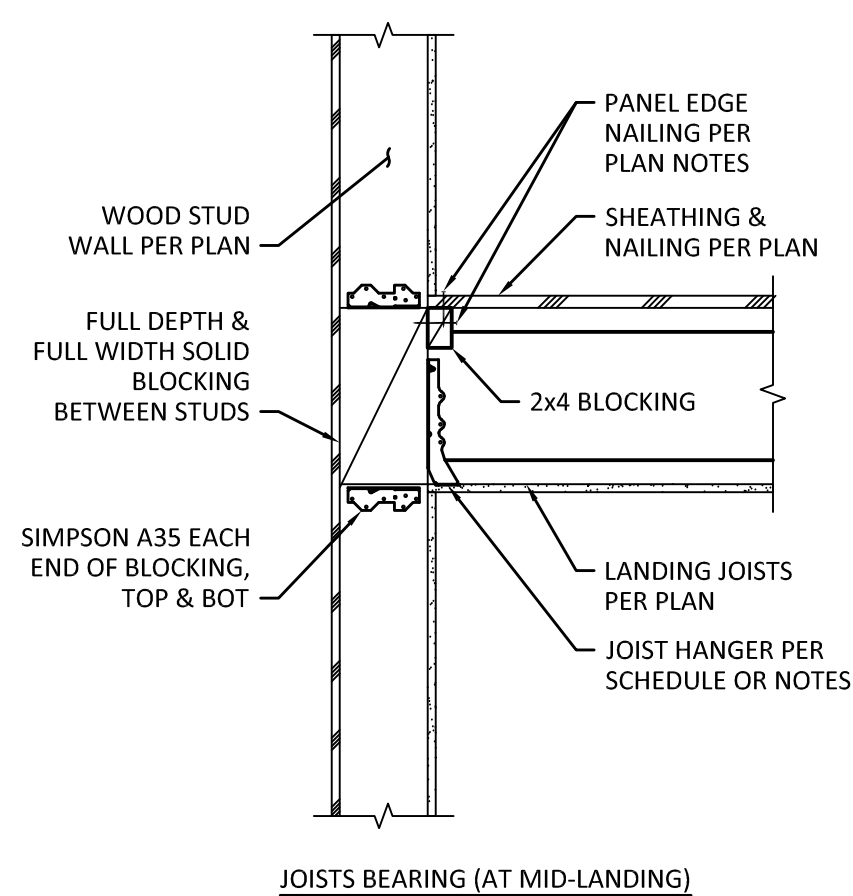 PANEL EDGE
NAILING PER
PLAN NOTES
WOOD STUD
WALL PER PLAN
SHEATHING &
NAILING PER PLAN
FULL DEPTH &
FULL WIDTH SOLID
BLOCKING
BETWEEN STUDS
2x4 BLOCKING
SIMPSON A35 EACH
END OF BLOCKING,
TOP & BOT
LANDING JOISTS
PER PLAN
JOIST HANGER PER
SCHEDULE OR NOTES
JOISTS BEARING (AT MID-LANDING)